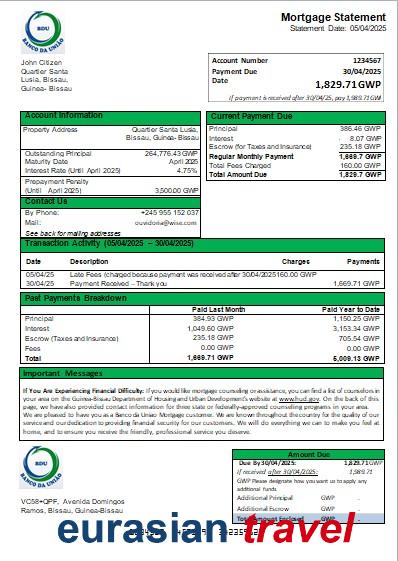 BDU
BANCO DA UNIÃO
Mortgage Statement
Statement Date: 05/04/2025
John Citizen
Quartier Santa
Lusia, Bissau,
Guinea- Bissau
Account Number 1234567
Payment Due 30/04/2025
Date
1,829.71GWP
If payment is received after 30/04/25, pay 1,989.71GWP
Account Information
Property Address Quartier Santa Lusia,
Bissau, Guinea- Bissau
Outstanding Principal 264,776.43 GWP
Maturity Date April 2025
Interest Rate (Until April 2025) 4.75%
Prepayment Penalty
(Until April 2025) 3,500.00 GWP
Contact Us
By Phone: +245 955 152 037
Mail: ouvidoria@wise.com
See back for mailing addresses
Current Payment Due
Principal 386.46 GWP
Interest 8.07 GWP
Escrow (for Taxes and Insurance) 235.18 GWP
Regular Monthly Payment 1,669.7 GWP
Total Fees Charged 160.00 GWP
Total Amount Due 1,829.7 GWP
Transaction Activity (05/04/2025 – 30/04/2025)
Date Description Charges Payments
05/04/25 Late Fees (charged because payment was received after 30/04/2025160.00 GWP
30/04/25 Payment Received – Thank you 1,669.71 GWP
Past Payments Breakdown
Paid Last Month Paid Year to Date
Principal 384.93 GWP 1,150.25 GWP
Interest 1,049.60 GWP 3,153.34 GWP
Escrow (Taxes and Insurance) 235.18 GWP 705.54 GWP
Fees 0.00 GWP 0.00 GWP
Total 1,669.71 GWP 5,009.13 GWP
Important Messages
If You Are Experiencing Financial Difficulty: If you would like mortgage counseling or assistance, you can find a list of counselors in
your area on the Guinea-Bissau Department of Housing and Urban Development's website at www.hud.gov. On the back of
this page, we have also provided contact information for three state or federally-approved counseling programs in your area.
We are pleased to have you as a Banco da União Mortgage customer. We are known throughout the country for the quality of our
service and our dedication to providing financial security for our customers. We will do everything we can to make you feel at
home, and to ensure you receive the friendly, professional service you deserve.
BDU
BANCO DA UNIÃO
VC58+QPF, Avenida Domingos
Ramos, Bissau, Guinea-Bissau
Amount Due
Due By 30/04/2025: 1,829.71GWP
If received after 30/04/2025: 1,989.71
GWP Please designate how you want us to apply any
additional funds.
Additional Principal GWP -
Additional Escrow GWP -
Total Amount Enclosed GWP -
eurasian travel